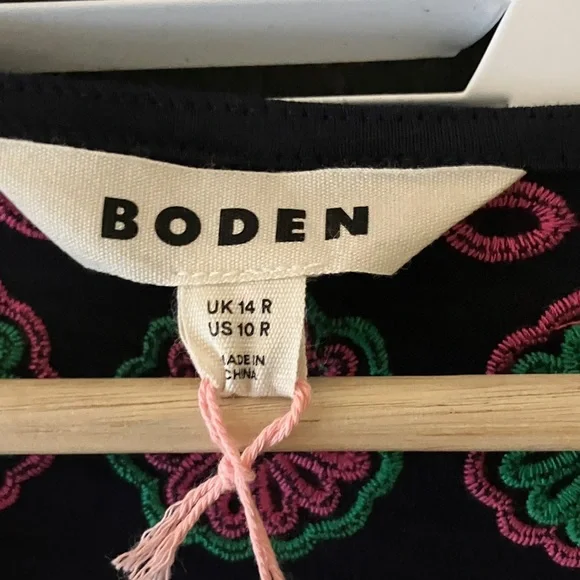 BODEN
UK 14 R
US 10 R
MADE IN
CHINA